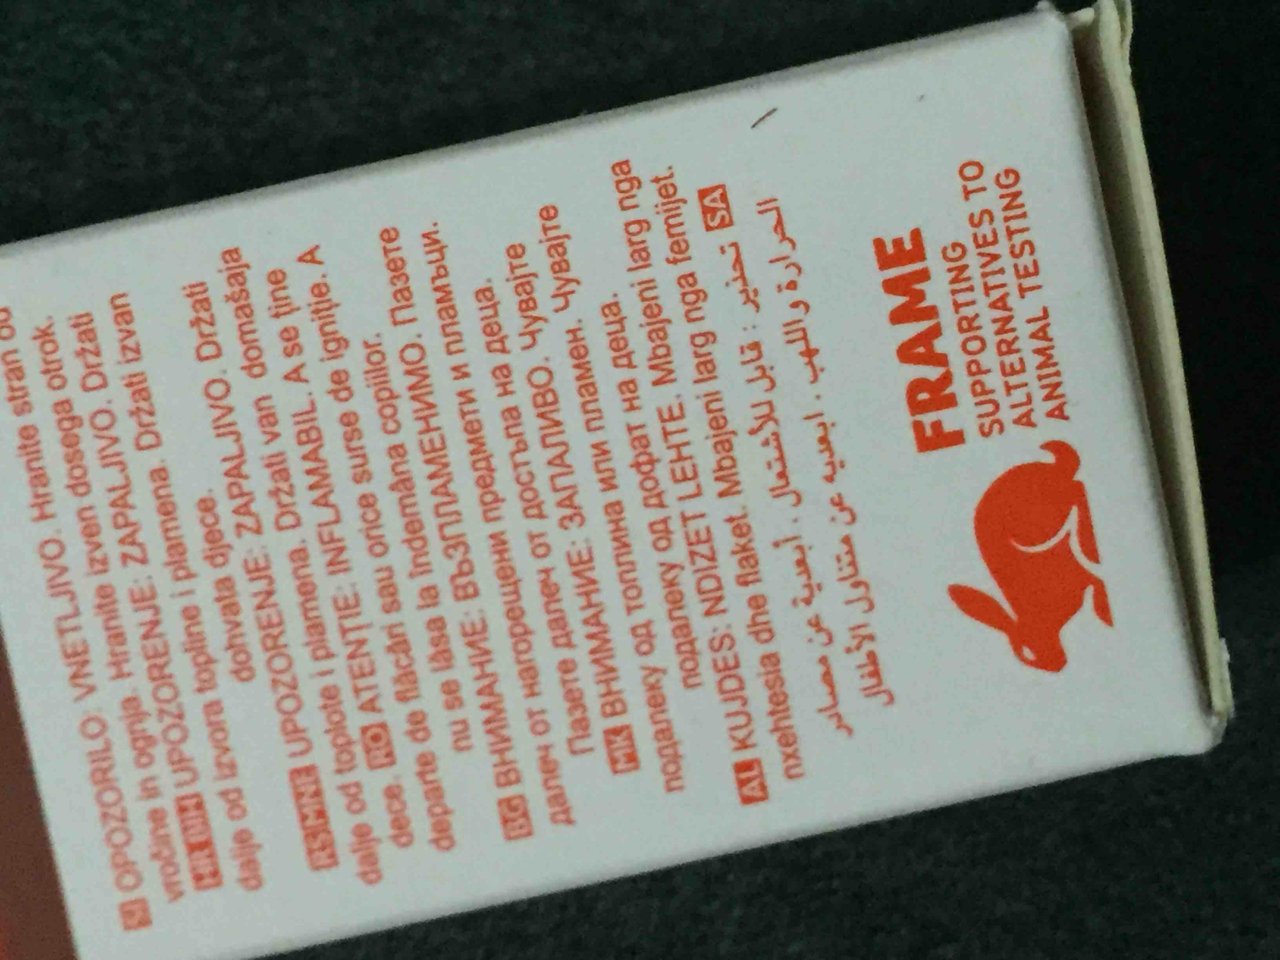 SI OPOZORILO: VNETLJIVO. Hranite stran od
vročine in ognja. Hranite izven dosega otrok.
HR BIH UPOZORENJE: ZAPALJIVO. Držati
dalje od izvora topline i plamena. Držati izvan
dohvata djece.
RS MNE UPOZORENJE: ZAPALJIVO. Držati
dalje od toplote i plamena. Držati van domašaja
dece. RO ATENȚIE: INFLAMABIL. A se ține
departe de flăcări sau orice surse de igniție. A
nu se lăsa la îndemâna copiilor.
BG ВНИМАНИЕ: ВЪЗПЛАМЕНИМО. Пазете
далеч от нагорещени предмети и пламъци.
Пазете далеч от достъпа на деца.
MK ВНИМАНИЕ: ЗАПАЛИВО. Чувајте
подалеку од топлина или пламен. Чувајте
подалеку од дофат на деца.
AL KUJDES: NDIZET LEHTE. Mbajeni larg nga
nxehtesia dhe flaket. Mbajeni larg nga femijet.
SA تحذير : قابل للأشتعال . أبعدية عن مصادر
الحرارة و اللهب . ابعديه عن متناول الأطفال
FRAME
SUPPORTING
ALTERNATIVES TO
ANIMAL TESTING